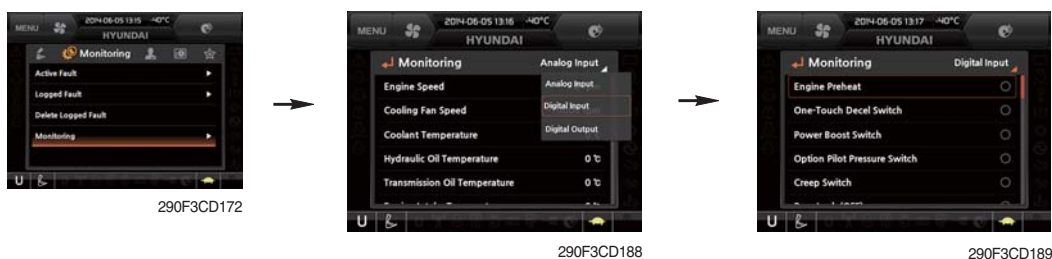 MENU
2014-06-05 13:15 -40°C
HYUNDAI
Monitoring
Active Fault
Logged Fault
Delete Logged Fault
Monitoring
U
290F3CD172
MENU
2014-06-05 13:16 -40°C
HYUNDAI
Monitoring Analog Input
Engine Speed Analog Input
Cooling Fan Speed Digital Input
Coolant Temperature Digital Output
Hydraulic Oil Temperature 0 ℃
Transmission Oil Temperature 0 ℃
U
290F3CD188
MENU
2014-06-05 13:17 -40°C
HYUNDAI
Monitoring Digital Input
Engine Preheat
One-Touch Decel Switch
Power Boost Switch
Option Pilot Pressure Switch
Creep Switch
U
290F3CD189